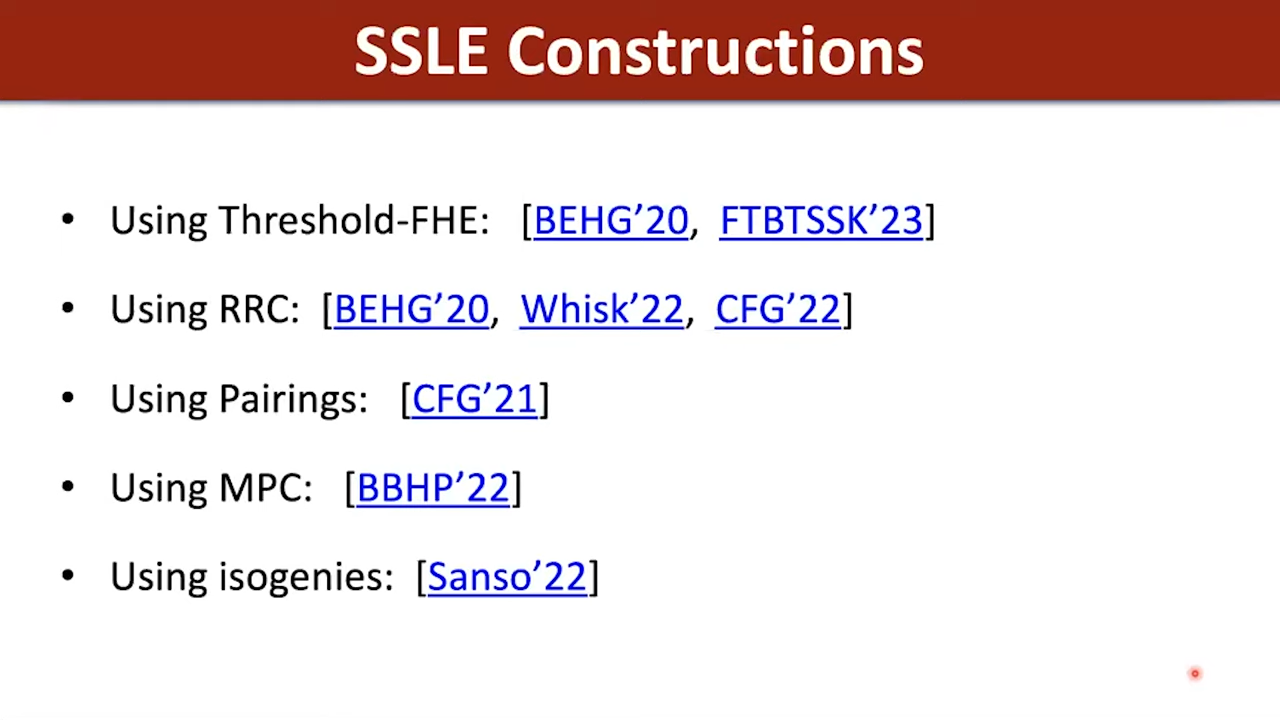 SSLE Constructions
• Using Threshold-FHE: [BEHG’20, FTBTSSK’23]
• Using RRC: [BEHG’20, Whisk’22, CFG’22]
• Using Pairings: [CFG’21]
• Using MPC: [BBHP’22]
• Using isogenies: [Sanso’22]